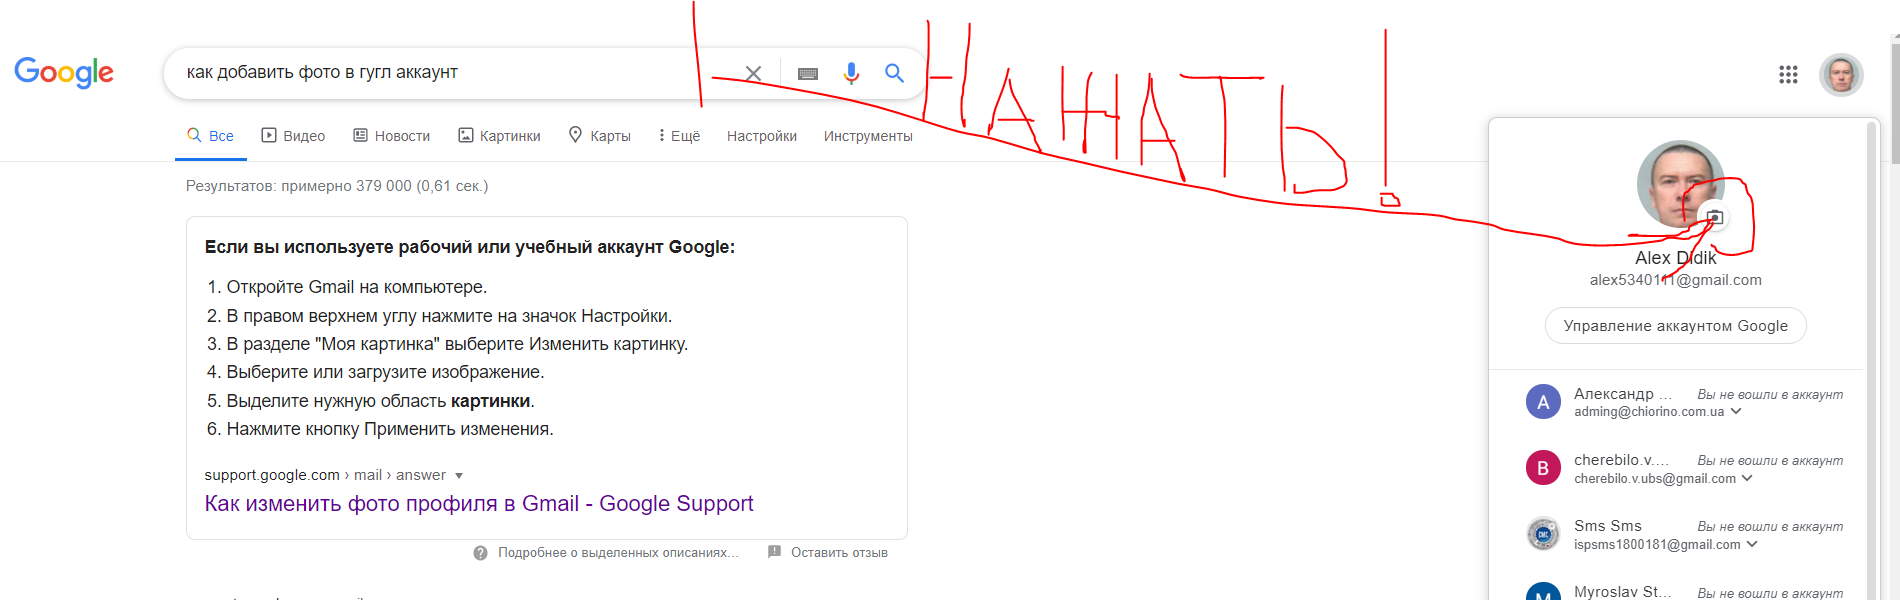 Google
как добавить фото в гугл аккаунт
НАЖАТЬ!
Все Видео Новости Картинки Карты Ещё Настройки Инструменты
Результатов: примерно 379 000 (0,61 сек.)
Если вы используете рабочий или учебный аккаунт Google:
1. Откройте Gmail на компьютере.
2. В правом верхнем углу нажмите на значок Настройки.
3. В разделе "Моя картинка" выберите Изменить картинку.
4. Выберите или загрузите изображение.
5. Выделите нужную область картинки.
6. Нажмите кнопку Применить изменения.
support.google.com › mail › answer
Как изменить фото профиля в Gmail - Google Support
Подробнее о выделенных описаниях... Оставить отзыв
Alex Didik
alex5340111@gmail.com
Управление аккаунтом Google
A Александр ... Вы не вошли в аккаунт
adming@chiorino.com.ua
B cherebilo.v.... Вы не вошли в аккаунт
cherebilo.v.ubs@gmail.com
Sms Sms Вы не вошли в аккаунт
ispsms1800181@gmail.com
M Myroslav St... Вы не вошли в аккаунт